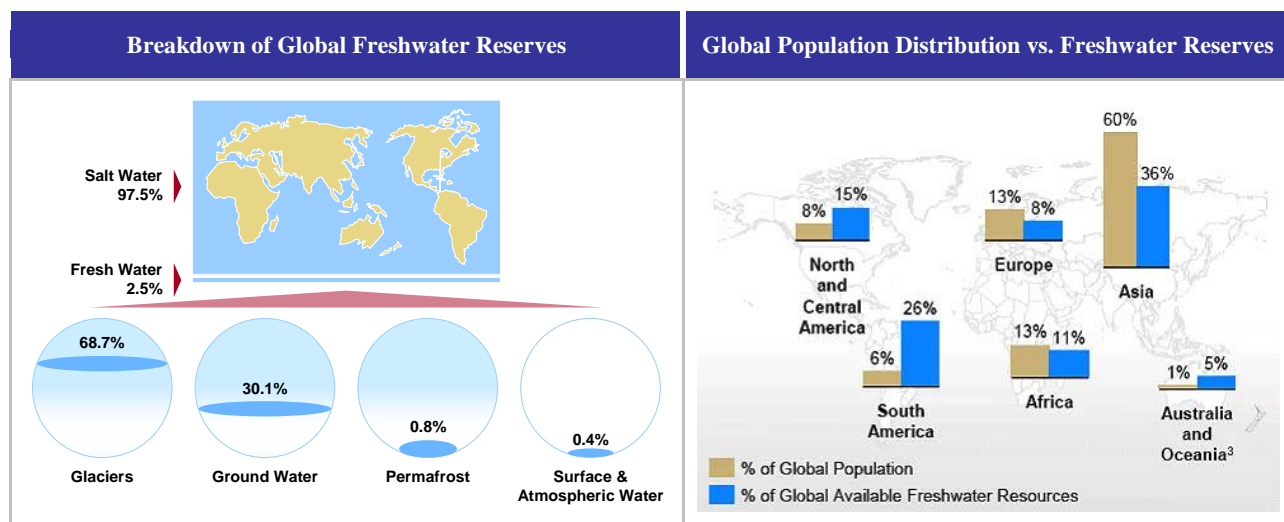 Breakdown of Global Freshwater Reserves
Salt Water
97.5%
Fresh Water
2.5%
68.7%
30.1%
0.8%
0.4%
Glaciers
Ground Water
Permafrost
Surface &
Atmospheric Water
Global Population Distribution vs. Freshwater Reserves
60%
36%
15%
8%
13%
8%
North
and
Central
America
Europe
Asia
26%
6%
13%
11%
1%
5%
South
America
Africa
Australia
and
Oceania³
% of Global Population
% of Global Available Freshwater Resources